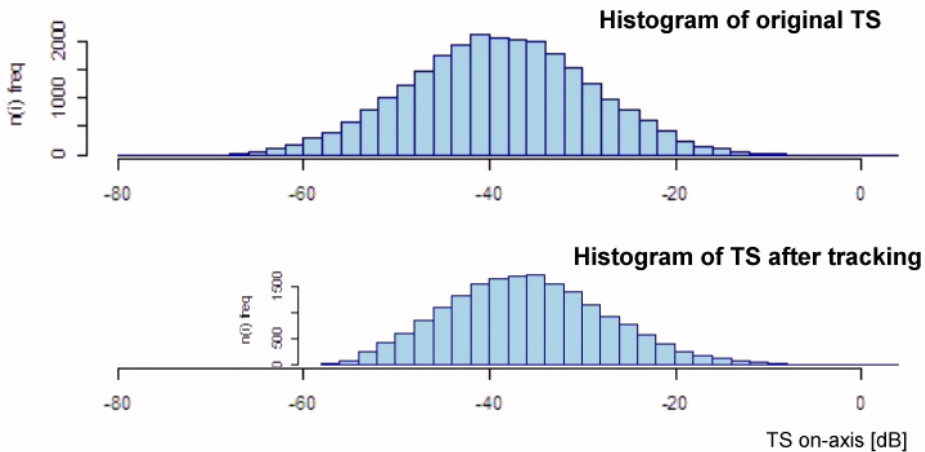 Histogram of original TS
n(i) freq
2000
1000
0
-80 -60 -40 -20 0
Histogram of TS after tracking
n(i) freq
1500
500
0
-80 -60 -40 -20 0
TS on-axis [dB]